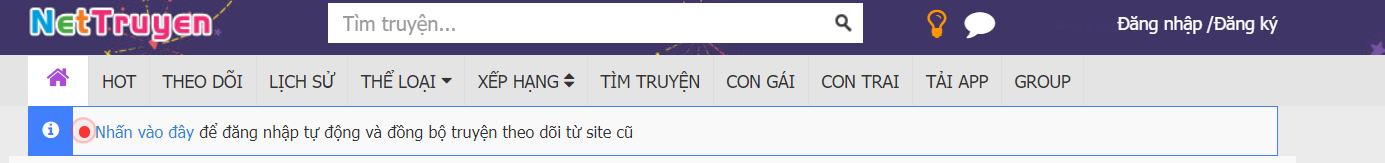 NetTruyen
Tìm truyện...
Đăng nhập /Đăng ký
HOT THEO DÕI LỊCH SỬ THỂ LOẠI XẾP HẠNG TÌM TRUYỆN CON GÁI CON TRAI TẢI APP GROUP
Nhấn vào đây để đăng nhập tự động và đồng bộ truyện theo dõi từ site cũ